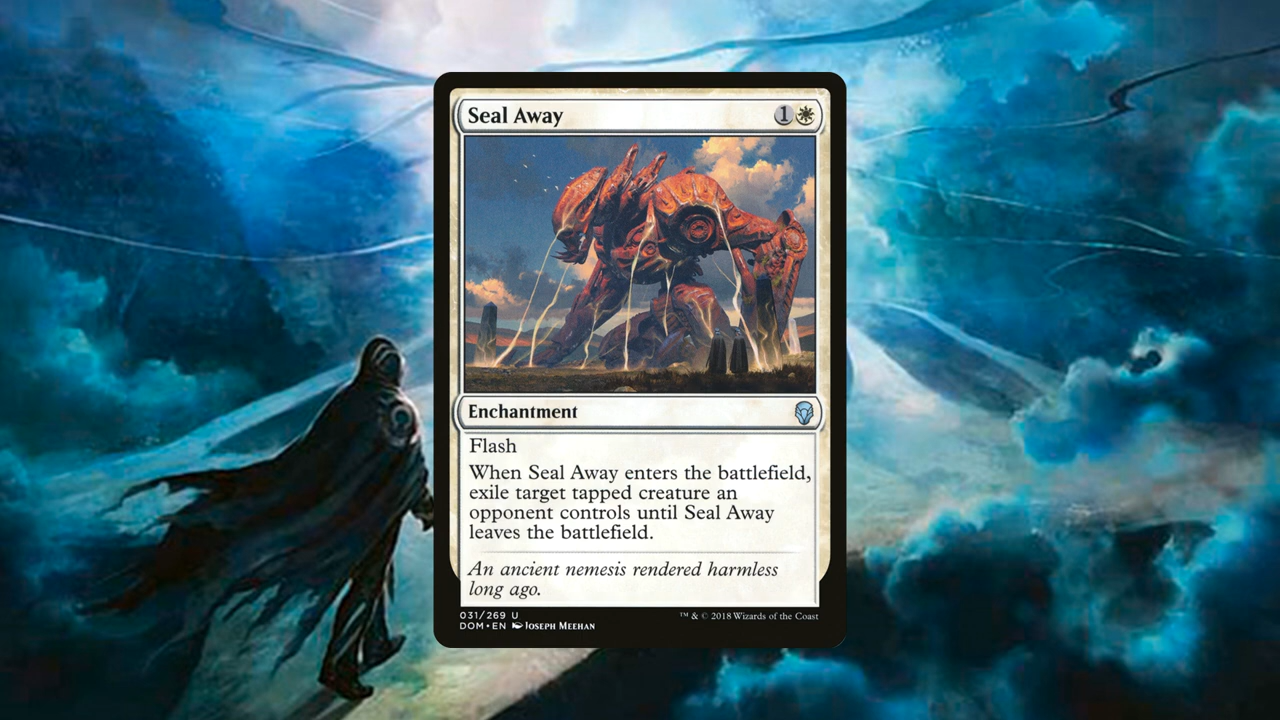 Seal Away 1
Enchantment
Flash
When Seal Away enters the battlefield,
exile target tapped creature an
opponent controls until Seal Away
leaves the battlefield.
An ancient nemesis rendered harmless
long ago.
031/269 U
DOM • EN Joseph Meehan
™ & © 2018 Wizards of the Coast